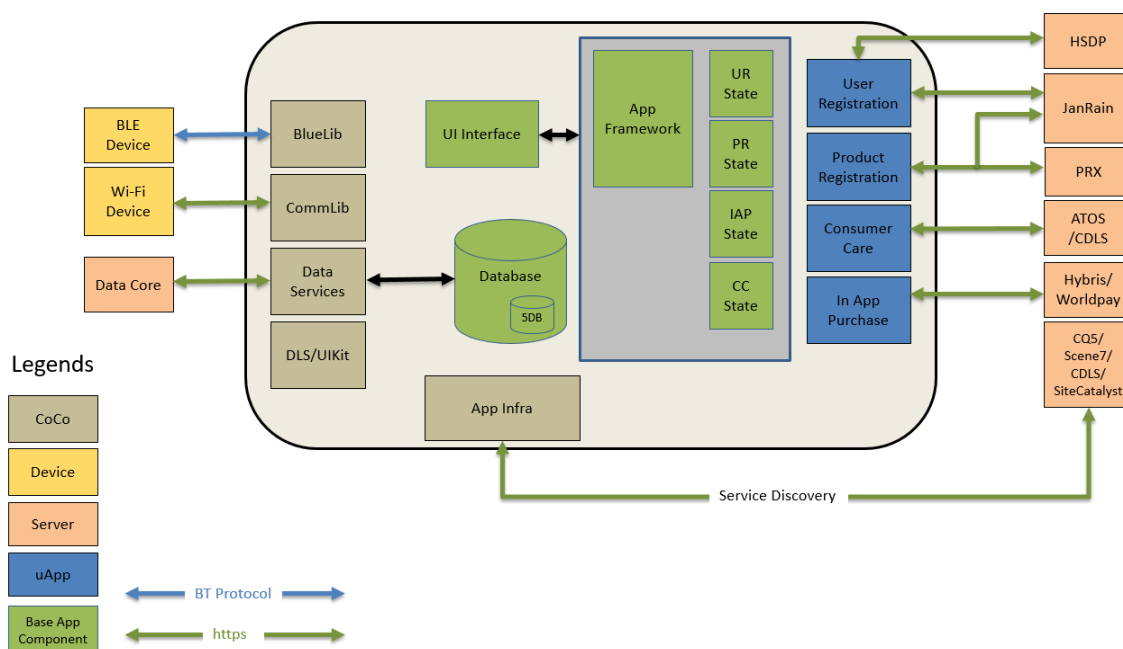 HSDP
UR
State
App
Framework
User
Registration
BLE
Device
BlueLib
UI Interface
JanRain
PR
State
Product
Registration
PRX
Wi-Fi
Device
CommLib
IAP
State
Consumer
Care
ATOS
/CDLS
Data Core
Data
Services
Database
5DB
CC
State
In App
Purchase
Hybris/
Worldpay
DLS/UIKit
CQ5/
Scene7/
CDLS/
SiteCatalyst
App Infra
Service Discovery
Legends
CoCo
Device
Server
uApp
BT Protocol
Base App
Component
https